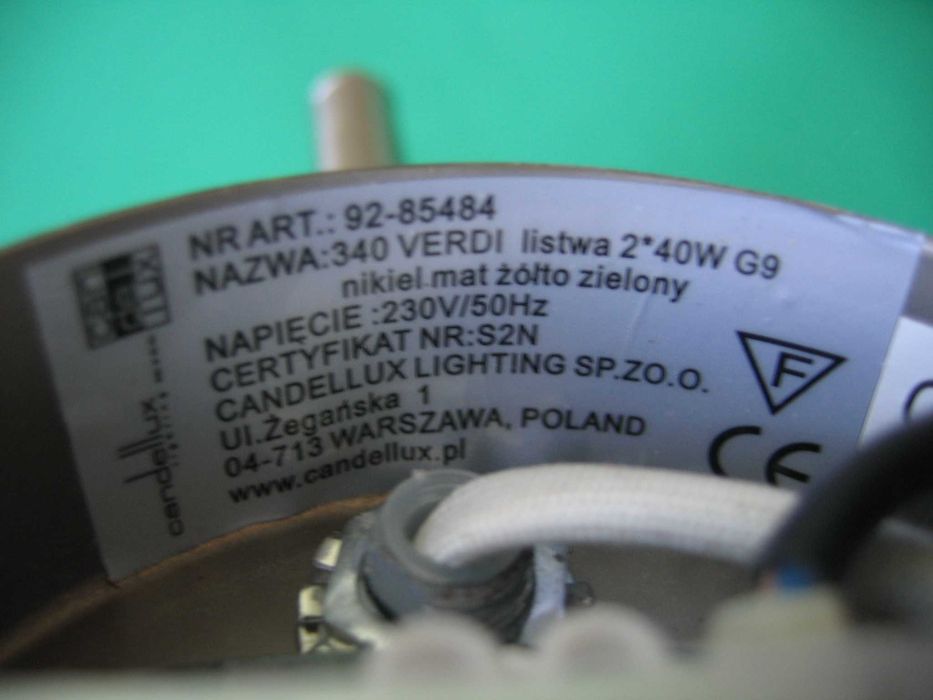 NR ART.: 92-85484
NAZWA:340 VERDI listwa 2*40W G9
nikiel mat żółto zielony
NAPIĘCIE :230V/50Hz
CERTYFIKAT NR:S2N
CANDELLUX LIGHTING SP.ZO.O.
Ul.Żegańska 1
04-713 WARSZAWA, POLAND
www.candellux.pl
candellux
F
CE